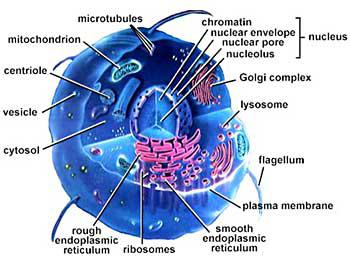 microtubules
mitochondrion
centriole
vesicle
cytosol
rough
endoplasmic
reticulum
ribosomes
smooth
endoplasmic
reticulum
plasma membrane
flagellum
lysosome
Golgi complex
chromatin
nuclear envelope
nuclear pore
nucleolus
nucleus